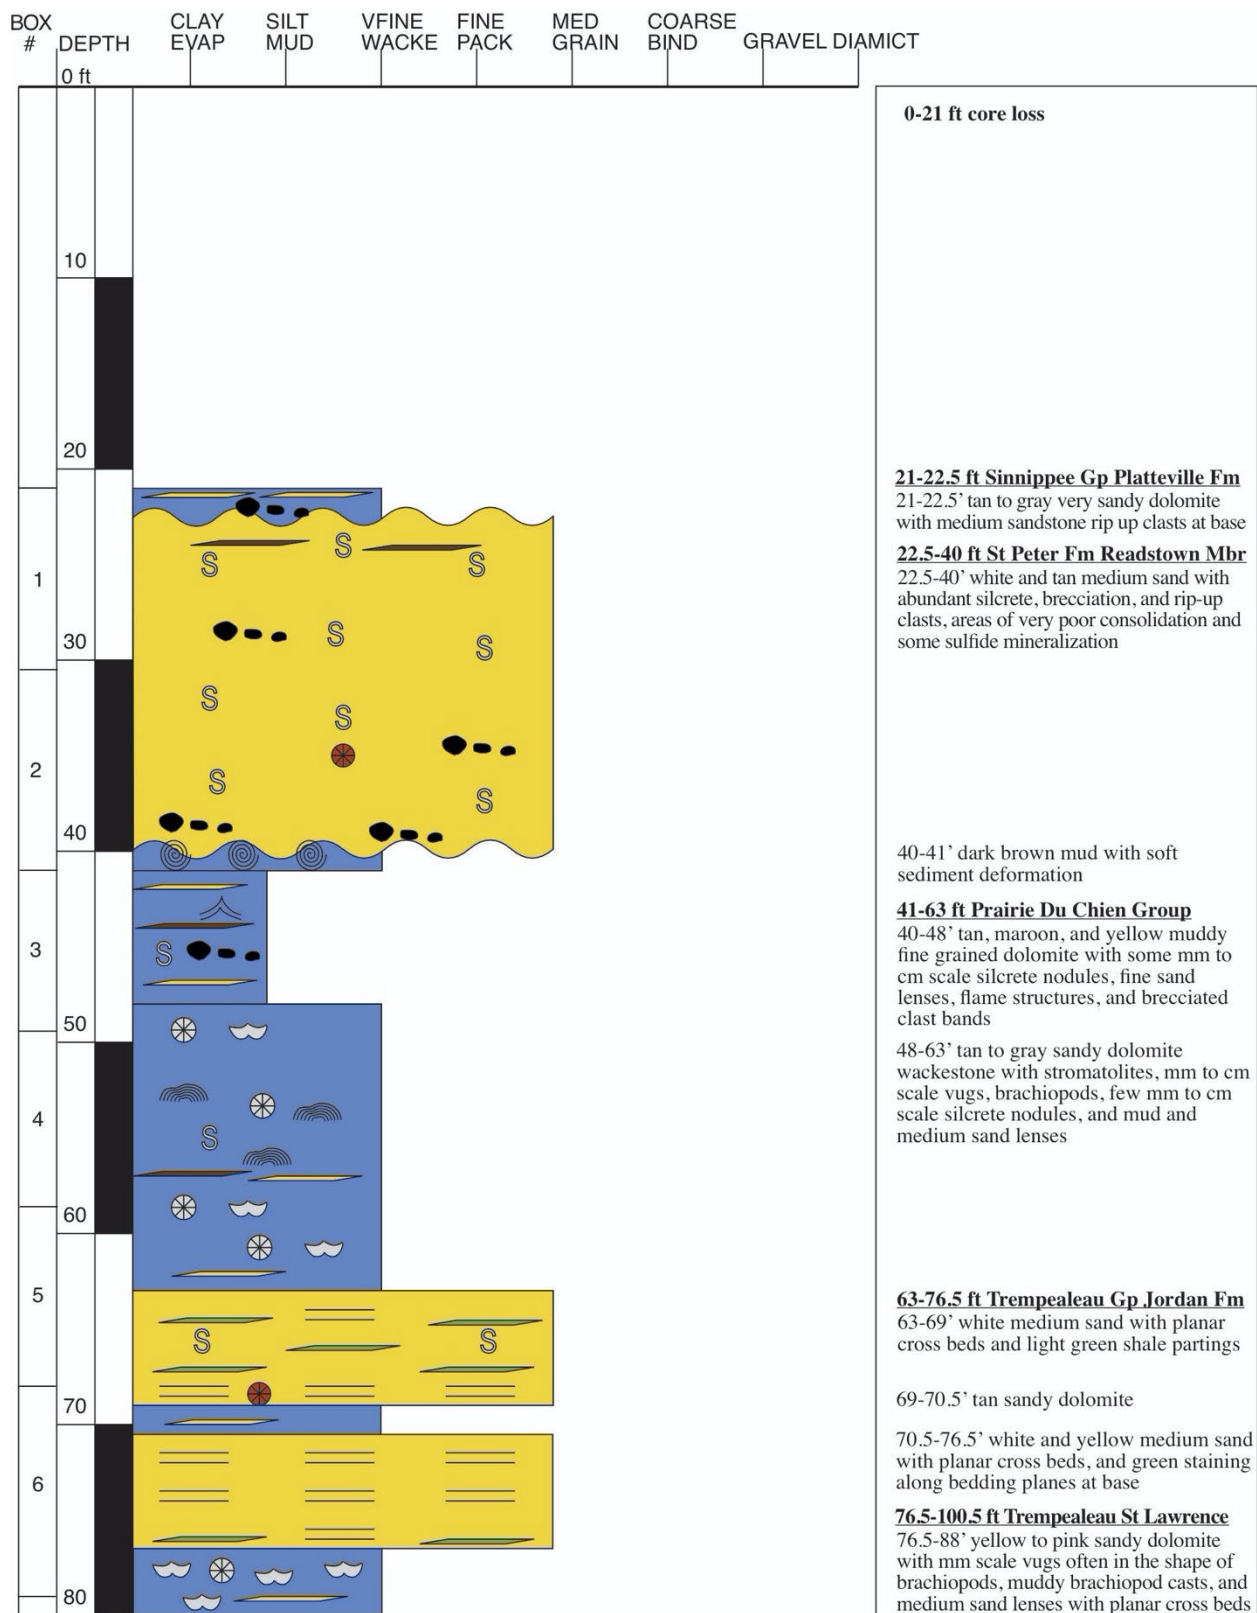 BOX
#
DEPTH
CLAY
EVAP
SILT
MUD
VFINE
WACKE
FINE
PACK
MED
GRAIN
COARSE
BIND
GRAVEL
DIAMICT
0 ft
10
20
30
40
50
60
70
80
1
2
3
4
5
6
S
S
S
S
S
S
S
S
S
S
S
S
S
0-21 ft core loss
21-22.5 ft Sinnippee Gp Platteville Fm
21-22.5’ tan to gray very sandy dolomite
with medium sandstone rip up clasts at base
22.5-40 ft St Peter Fm Readstown Mbr
22.5-40’ white and tan medium sand with
abundant silcrete, brecciation, and rip-up
clasts, areas of very poor consolidation and
some sulfide mineralization
40-41’ dark brown mud with soft
sediment deformation
41-63 ft Prairie Du Chien Group
40-48’ tan, maroon, and yellow muddy
fine grained dolomite with some mm to
cm scale silcrete nodules, fine sand
lenses, flame structures, and brecciated
clast bands
48-63’ tan to gray sandy dolomite
wackestone with stromatolites, mm to cm
scale vugs, brachiopods, few mm to cm
scale silcrete nodules, and mud and
medium sand lenses
63-76.5 ft Trempealeau Gp Jordan Fm
63-69’ white medium sand with planar
cross beds and light green shale partings
69-70.5’ tan sandy dolomite
70.5-76.5’ white and yellow medium sand
with planar cross beds, and green staining
along bedding planes at base
76.5-100.5 ft Trempealeau St Lawrence
76.5-88’ yellow to pink sandy dolomite
with mm scale vugs often in the shape of
brachiopods, muddy brachiopod casts, and
medium sand lenses with planar cross beds